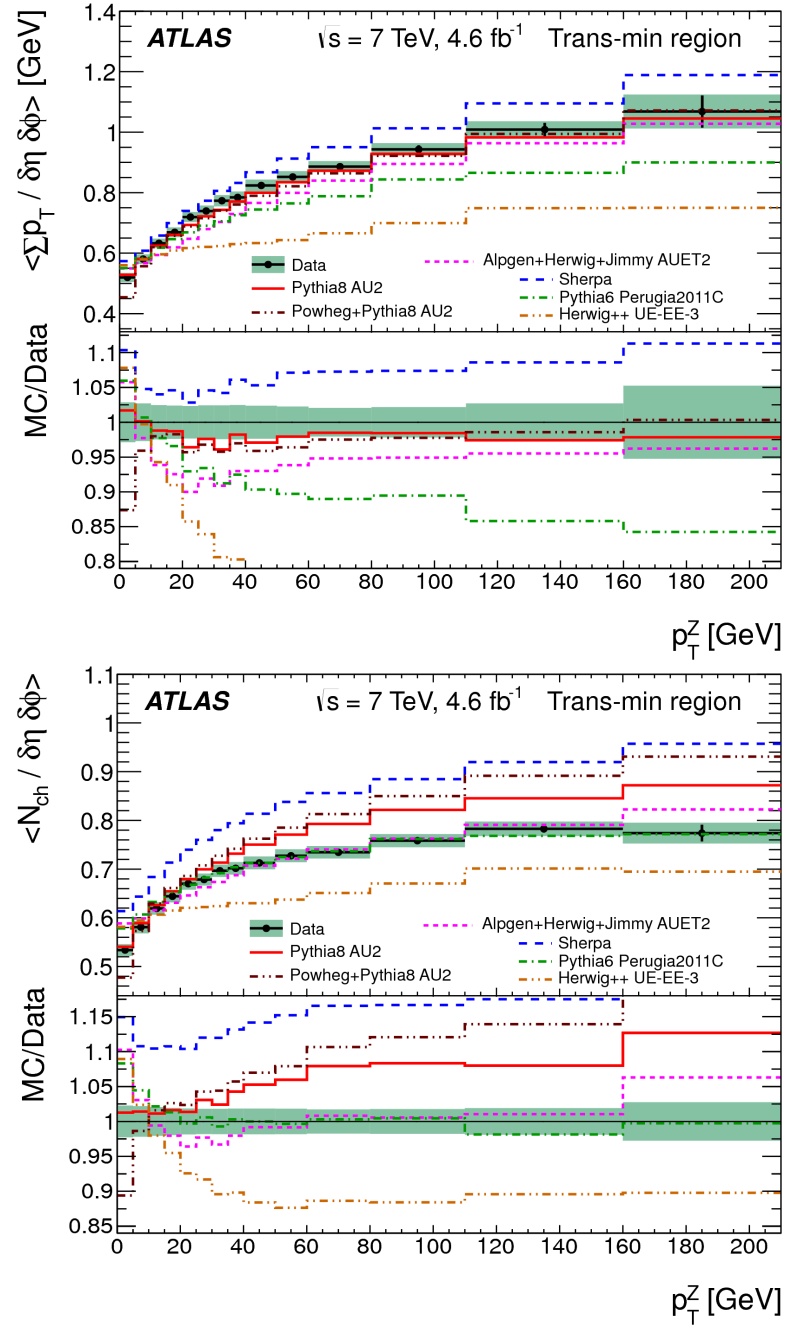 <Σp_T / δη δφ> [GeV]
ATLAS √s = 7 TeV, 4.6 fb⁻¹ Trans-min region
1.4
1.2
1
0.8
0.6
0.4
Data
Pythia8 AU2
Powheg+Pythia8 AU2
Alpgen+Herwig+Jimmy AUET2
Sherpa
Pythia6 Perugia2011C
Herwig++ UE-EE-3
MC/Data
1.1
1.05
1
0.95
0.9
0.85
0.8
0 20 40 60 80 100 120 140 160 180 200
p_T^Z [GeV]
<N_ch / δη δφ>
ATLAS √s = 7 TeV, 4.6 fb⁻¹ Trans-min region
1.1
1
0.9
0.8
0.7
0.6
0.5
Data
Pythia8 AU2
Powheg+Pythia8 AU2
Alpgen+Herwig+Jimmy AUET2
Sherpa
Pythia6 Perugia2011C
Herwig++ UE-EE-3
MC/Data
1.15
1.1
1.05
1
0.95
0.9
0.85
0 20 40 60 80 100 120 140 160 180 200
p_T^Z [GeV]